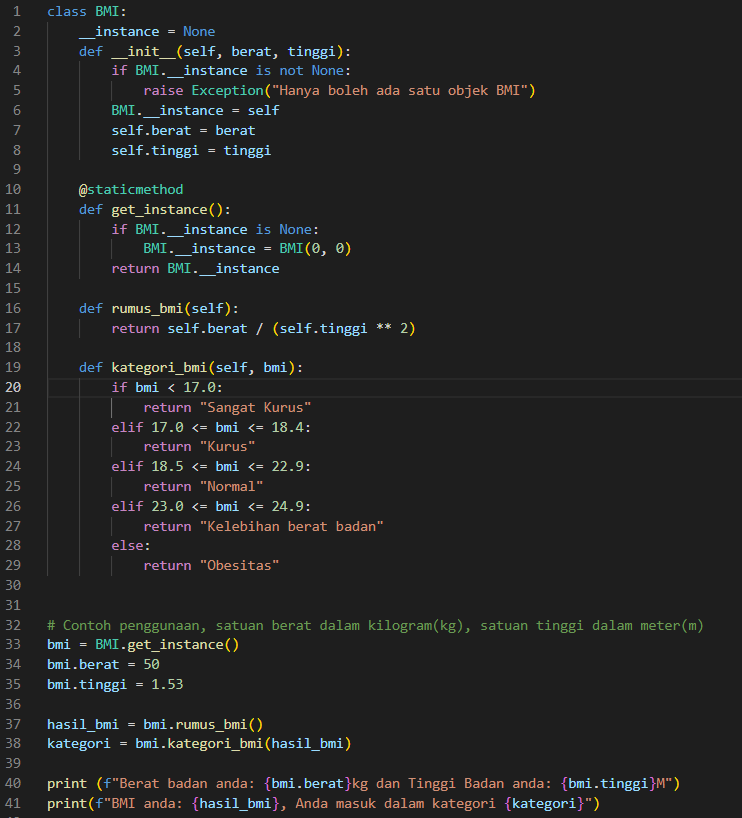 1 class BMI:
2     __instance = None
3     def __init__(self, berat, tinggi):
4         if BMI.__instance is not None:
5             raise Exception("Hanya boleh ada satu objek BMI")
6         BMI.__instance = self
7         self.berat = berat
8         self.tinggi = tinggi
9
10     @staticmethod
11     def get_instance():
12         if BMI.__instance is None:
13             BMI.__instance = BMI(0, 0)
14         return BMI.__instance
15
16     def rumus_bmi(self):
17         return self.berat / (self.tinggi ** 2)
18
19     def kategori_bmi(self, bmi):
20         if bmi < 17.0:
21             return "Sangat Kurus"
22         elif 17.0 <= bmi <= 18.4:
23             return "Kurus"
24         elif 18.5 <= bmi <= 22.9:
25             return "Normal"
26         elif 23.0 <= bmi <= 24.9:
27             return "Kelebihan berat badan"
28         else:
29             return "Obesitas"
30
31
32 # Contoh penggunaan, satuan berat dalam kilogram(kg), satuan tinggi dalam meter(m)
33 bmi = BMI.get_instance()
34 bmi.berat = 50
35 bmi.tinggi = 1.53
36
37 hasil_bmi = bmi.rumus_bmi()
38 kategori = bmi.kategori_bmi(hasil_bmi)
39
40 print (f"Berat badan anda: {bmi.berat}kg dan Tinggi Badan anda: {bmi.tinggi}M")
41 print(f"BMI anda: {hasil_bmi}, Anda masuk dalam kategori {kategori}")